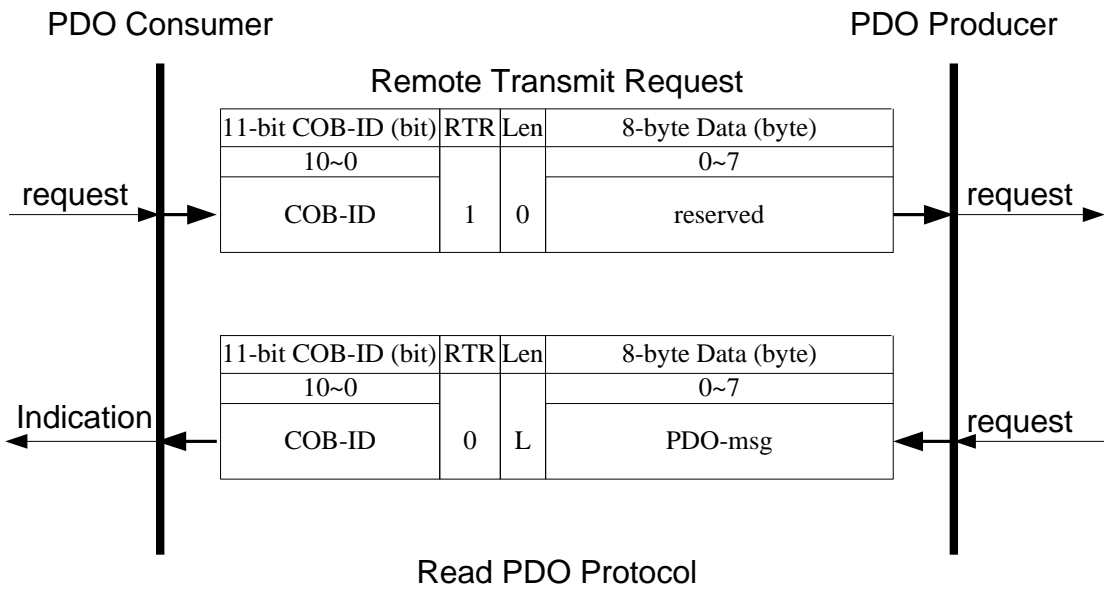 PDO Consumer PDO Producer
Remote Transmit Request
11-bit COB-ID (bit) RTR Len 8-byte Data (byte)
10~0 0~7
request COB-ID 1 0 reserved request
11-bit COB-ID (bit) RTR Len 8-byte Data (byte)
10~0 0~7
Indication COB-ID 0 L PDO-msg request
Read PDO Protocol